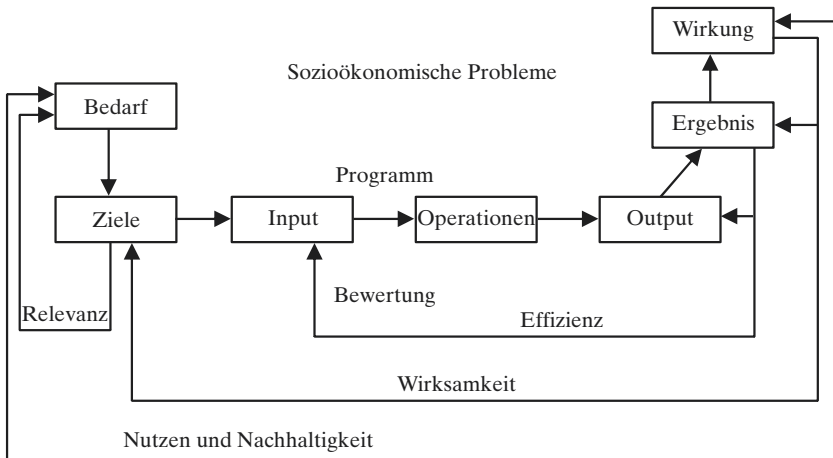 Wirkung
Sozioökonomische Probleme
Bedarf
Ergebnis
Programm
Ziele
Input
Operationen
Output
Bewertung
Relevanz
Effizienz
Wirksamkeit
Nutzen und Nachhaltigkeit